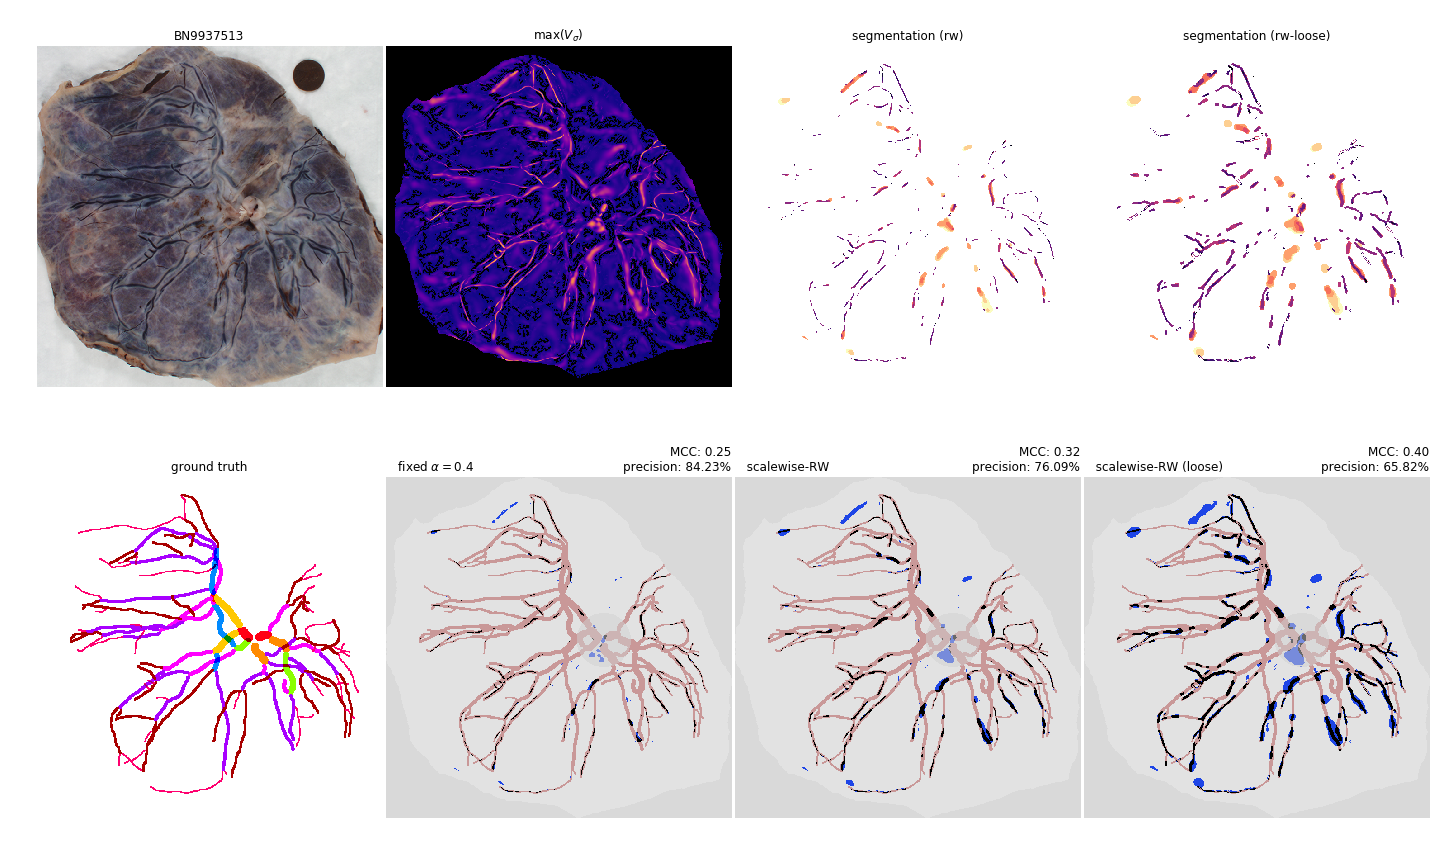 BN9937513
max(V_σ)
segmentation (rw)
segmentation (rw-loose)
ground truth
fixed α = 0.4
MCC: 0.25
precision: 84.23%
scalewise-RW
MCC: 0.32
precision: 76.09%
scalewise-RW (loose)
MCC: 0.40
precision: 65.82%